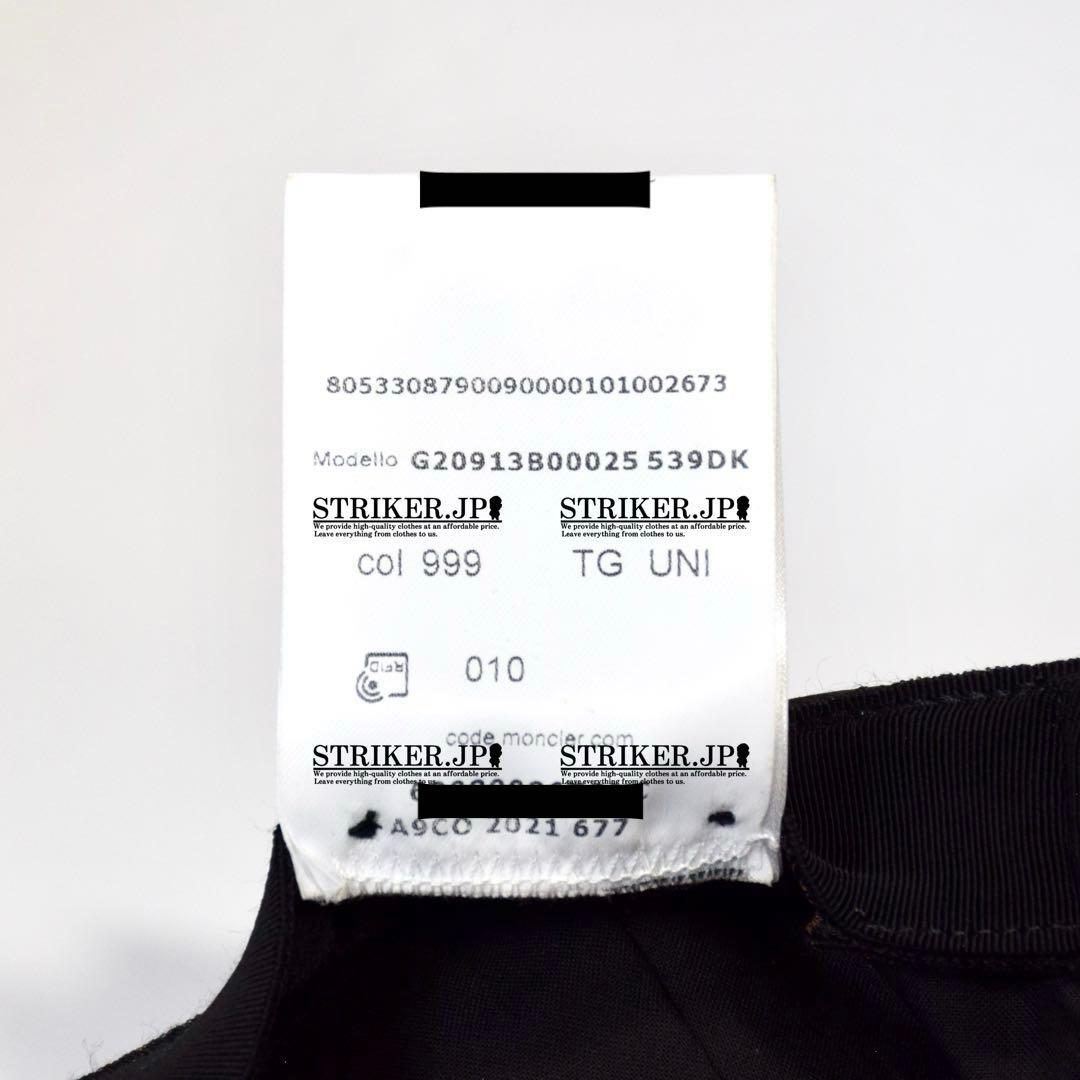 8053308790090000101002673
Modello G20913B00025 539DK
STRIKER.JP STRIKER.JP
We provide high-quality clothes at an affordable price. We provide high-quality clothes at an affordable price.
Leave everything from clothes to us. Leave everything from clothes to us.
col 999 TG UNI
RFID 010
code.moncler.com
STRIKER.JP STRIKER.JP
We provide high-quality clothes at an affordable price. We provide high-quality clothes at an affordable price.
Leave everything from clothes to us. Leave everything from clothes to us.
A9CO 2021 677